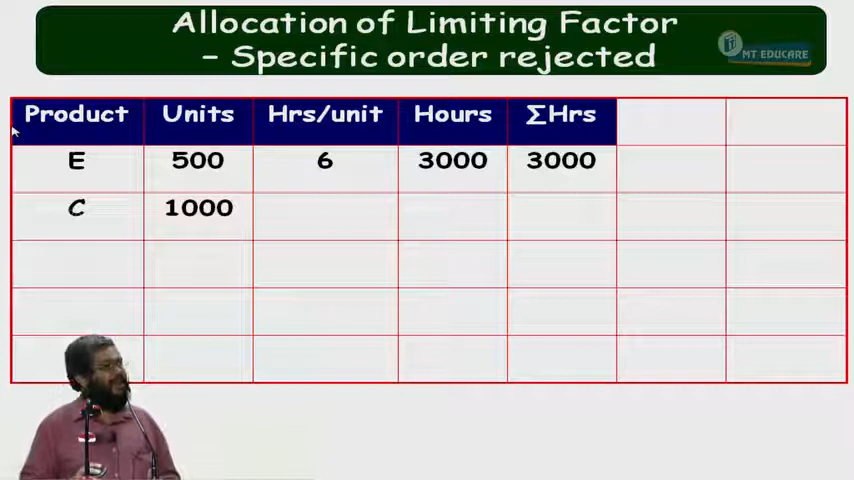 Allocation of Limiting Factor
– Specific order rejected
MT EDUCARE
Product Units Hrs/unit Hours ΣHrs
E 500 6 3000 3000
C 1000